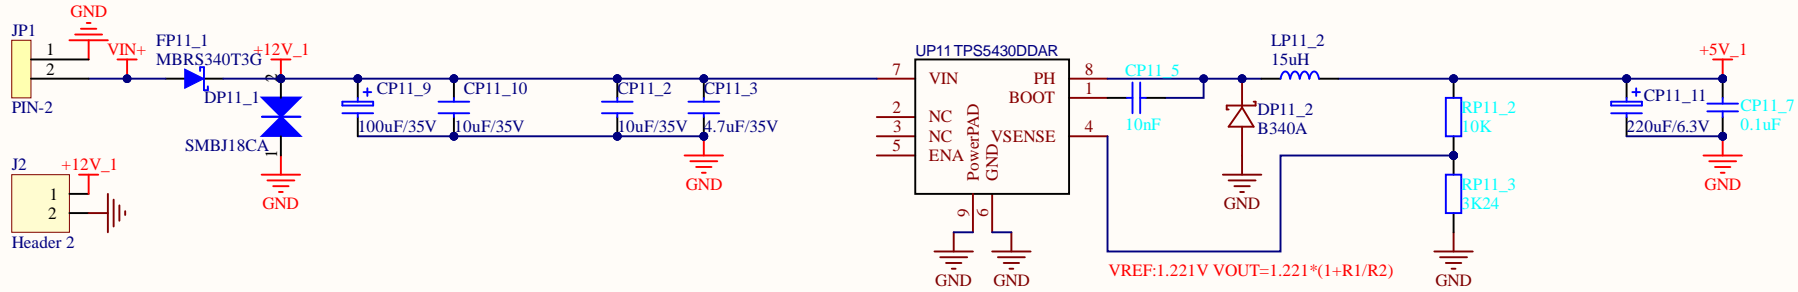 JP1
1
2
PIN-2
GND
VIN+
FP11_1
MBRS340T3G
+12V_1
2
DP11_1
SMBJ18CA
1
GND
CP11_9
100uF/35V
CP11_10
10uF/35V
CP11_2
10uF/35V
CP11_3
4.7uF/35V
GND
J2
+12V_1
1
2
Header 2
UP11 TPS5430DDAR
7 VIN
2 NC
3 NC
5 ENA
PH 8
BOOT 1
VSENSE 4
PowerPAD
GND
9
6
GND
GND
CP11_5
10nF
LP11_2
15uH
DP11_2
B340A
GND
RP11_2
10K
RP11_3
3K24
GND
+5V_1
CP11_11
220uF/6.3V
CP11_7
0.1uF
GND
VREF:1.221V VOUT=1.221*(1+R1/R2)